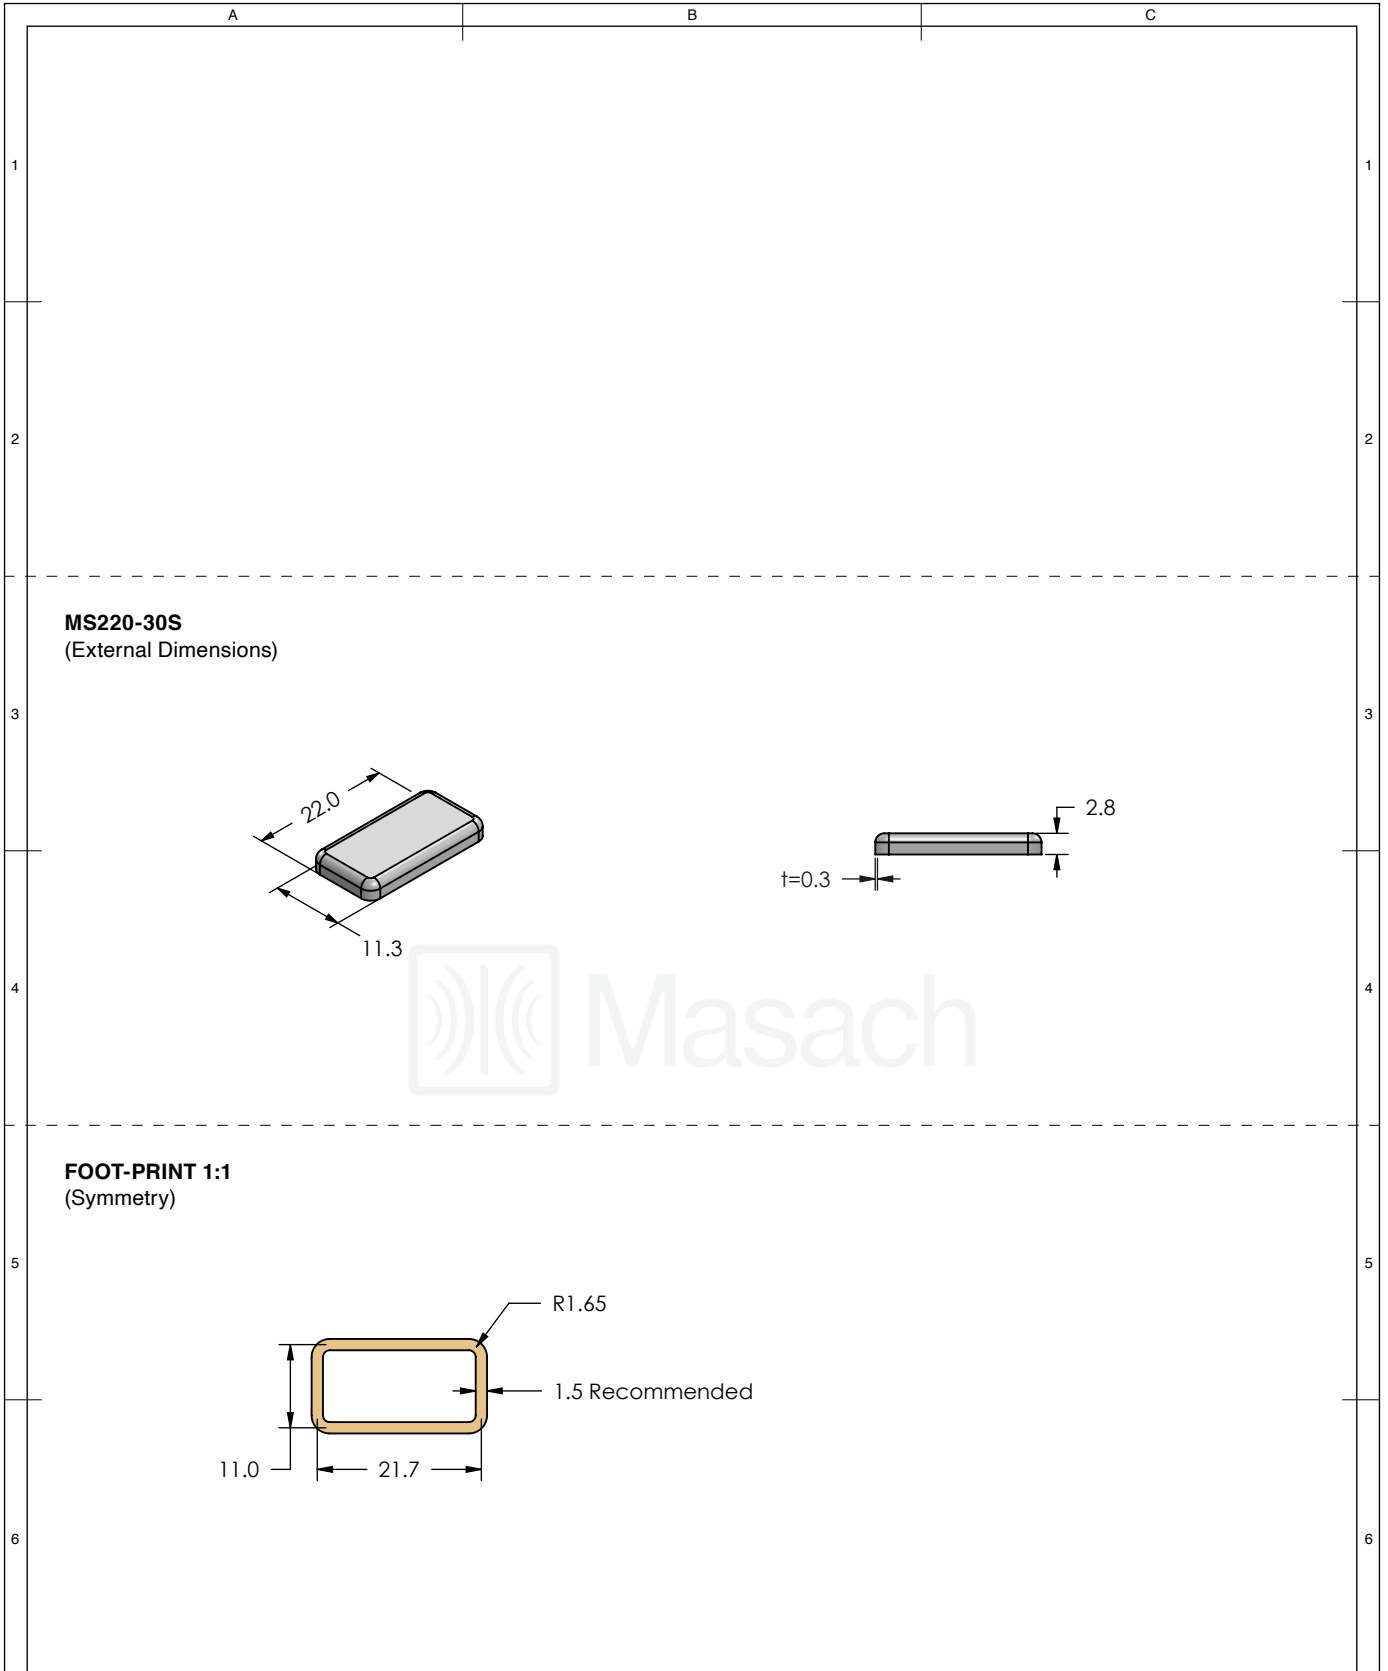 A B C
1 1
2 2
MS220-30S
(External Dimensions)
3 3
22.0
2.8
t=0.3
11.3
4 4
Masach
FOOT-PRINT 1:1
(Symmetry)
5 5
R1.65
1.5 Recommended
11.0 21.7
6 6